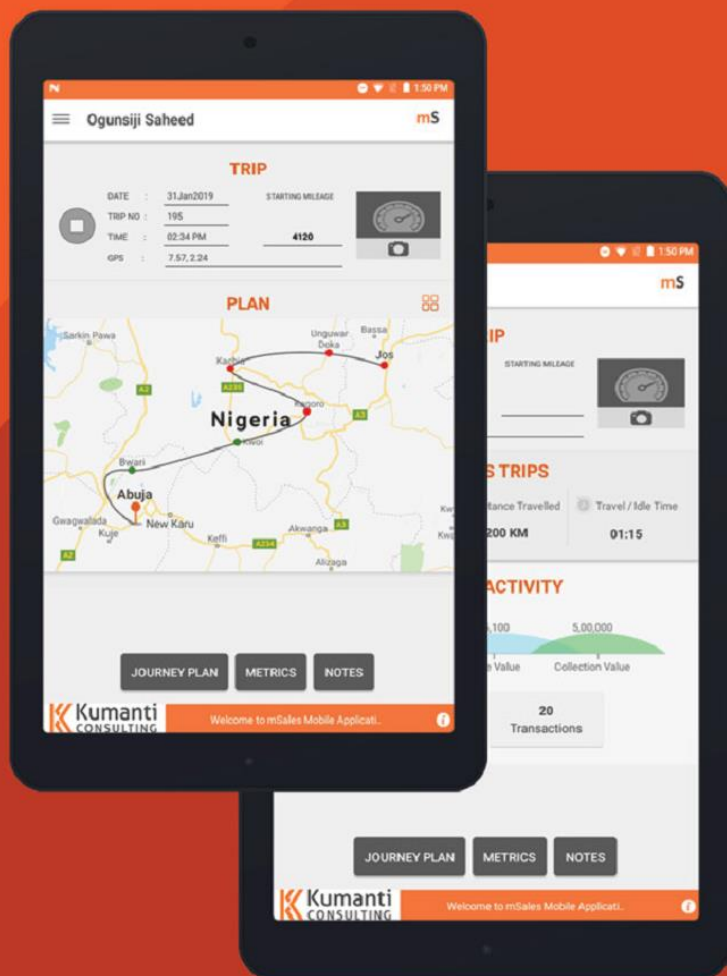 1:50 PM
Ogunsiji Saheed
mS
TRIP
DATE : 31Jan2019
STARTING MILEAGE
TRIP NO : 195
TIME : 02:34 PM
4120
GPS : 7.57, 2.24
PLAN
Sarkin Pawa
Unguwar
Doka
Bassa
Jos
Kachia
A2
A235
Kagoro
A3
Nigeria
Kwoi
Bwari
Abuja
Gwagwalada
Kuje
New Karu
Keffi
A234
Akwanga
A3
A2
Alizaga
JOURNEY PLAN
METRICS
NOTES
Kumanti
CONSULTING
Welcome to mSales Mobile Applicati..
1:50 PM
mS
IP
STARTING MILEAGE
S TRIPS
tance Travelled
Travel / Idle Time
200 KM
01:15
ACTIVITY
,100
5,00,000
e Value
Collection Value
20
Transactions
JOURNEY PLAN
METRICS
NOTES
Kumanti
CONSULTING
Welcome to mSales Mobile Applicati..